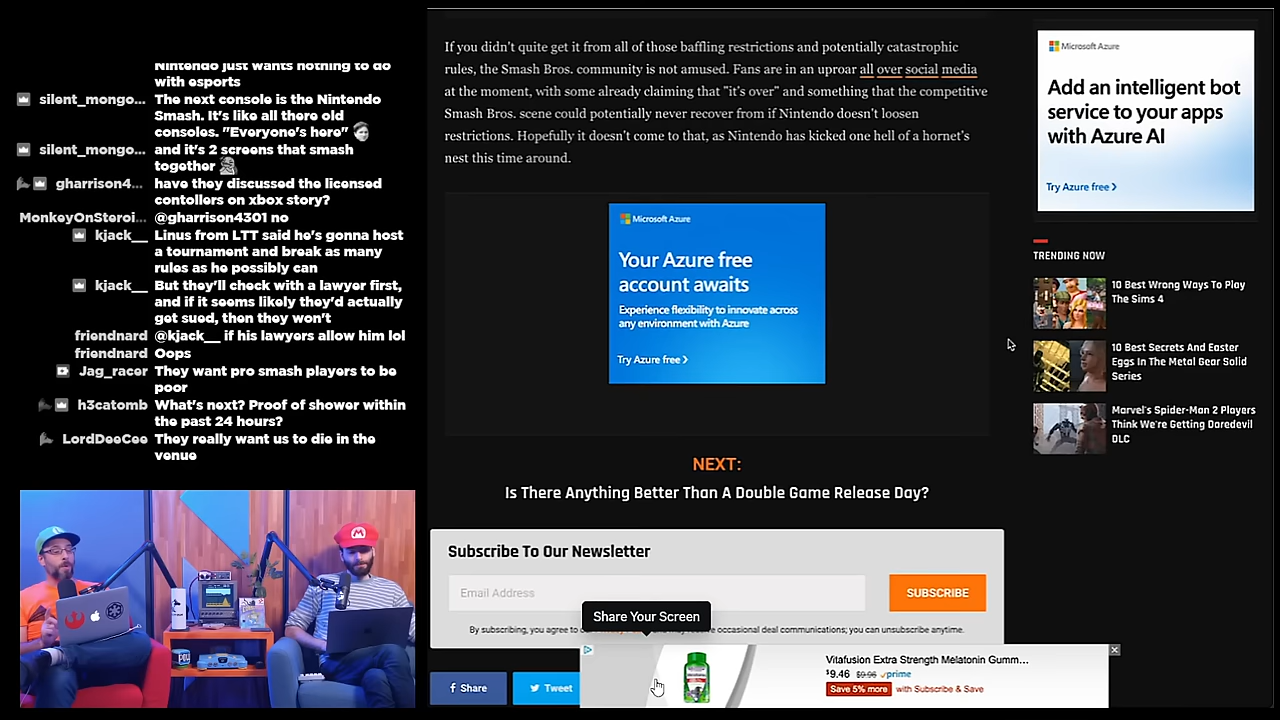 Nintendo just wants nothing to do
with esports
silent_mongo... The next console is the Nintendo
Smash. It's like all there old
consoles. "Everyone's here"
silent_mongo... and it's 2 screens that smash
together
gharrison4... have they discussed the licensed
contollers on xbox story?
MonkeyOnSteroi... @gharrison4301 no
kjack__ Linus from LTT said he's gonna host
a tournament and break as many
rules as he possibly can
kjack__ But they'll check with a lawyer first,
and if it seems likely they'd actually
get sued, then they won't
friendnard @kjack__ if his lawyers allow him lol
friendnard Oops
Jag_racer They want pro smash players to be
poor
h3catomb What's next? Proof of shower within
the past 24 hours?
LordDeeCee They really want us to die in the
venue
If you didn't quite get it from all of those baffling restrictions and potentially catastrophic
rules, the Smash Bros. community is not amused. Fans are in an uproar all over social media
at the moment, with some already claiming that "it's over" and something that the competitive
Smash Bros. scene could potentially never recover from if Nintendo doesn't loosen
restrictions. Hopefully it doesn't come to that, as Nintendo has kicked one hell of a hornet's
nest this time around.
Microsoft Azure
Your Azure free
account awaits
Experience flexibility to innovate across
any environment with Azure
Try Azure free >
NEXT:
Is There Anything Better Than A Double Game Release Day?
Subscribe To Our Newsletter
Email Address
SUBSCRIBE
Share Your Screen
By subscribing, you agree to our occasional deal communications; you can unsubscribe anytime.
Share
Tweet
Vitafusion Extra Strength Melatonin Gumm...
$9.46 $9.96 prime
Save 5% more with Subscribe & Save
Microsoft Azure
Add an intelligent bot
service to your apps
with Azure AI
Try Azure free >
TRENDING NOW
10 Best Wrong Ways To Play
The Sims 4
10 Best Secrets And Easter
Eggs In The Metal Gear Solid
Series
Marvel's Spider-Man 2 Players
Think We're Getting Daredevil
DLC